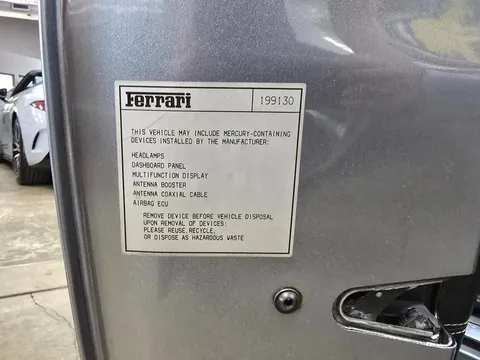 Ferrari 199130
THIS VEHICLE MAY INCLUDE MERCURY-CONTAINING
DEVICES INSTALLED BY THE MANUFACTURER:
HEADLAMPS
DASHBOARD PANEL
MULTIFUNCTION DISPLAY
ANTENNA BOOSTER
ANTENNA COAXIAL CABLE
AIRBAG ECU
REMOVE DEVICE BEFORE VEHICLE DISPOSAL
UPON REMOVAL OF DEVICES:
PLEASE REUSE, RECYCLE,
OR DISPOSE AS HAZARDOUS WASTE